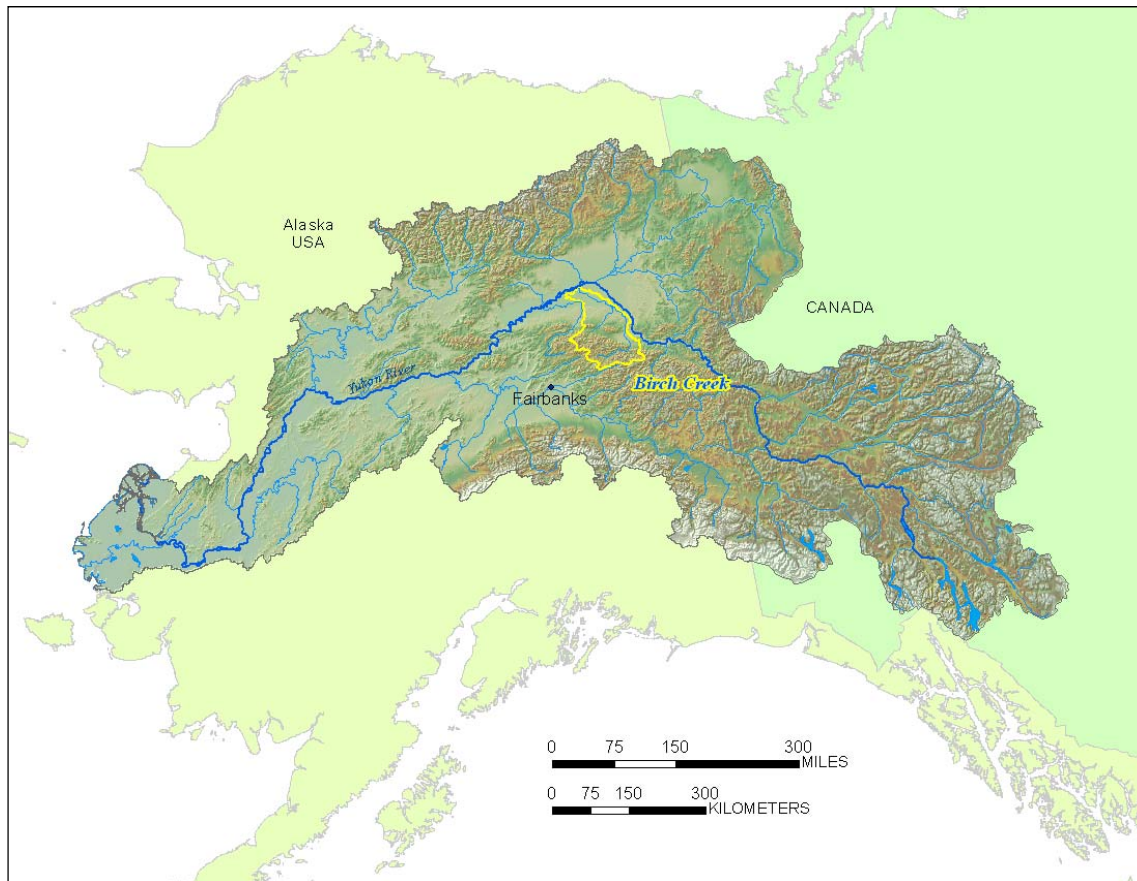 Alaska
USA
CANADA
Yukon River
Birch Creek
Fairbanks
0 75 150 300
MILES
0 75 150 300
KILOMETERS